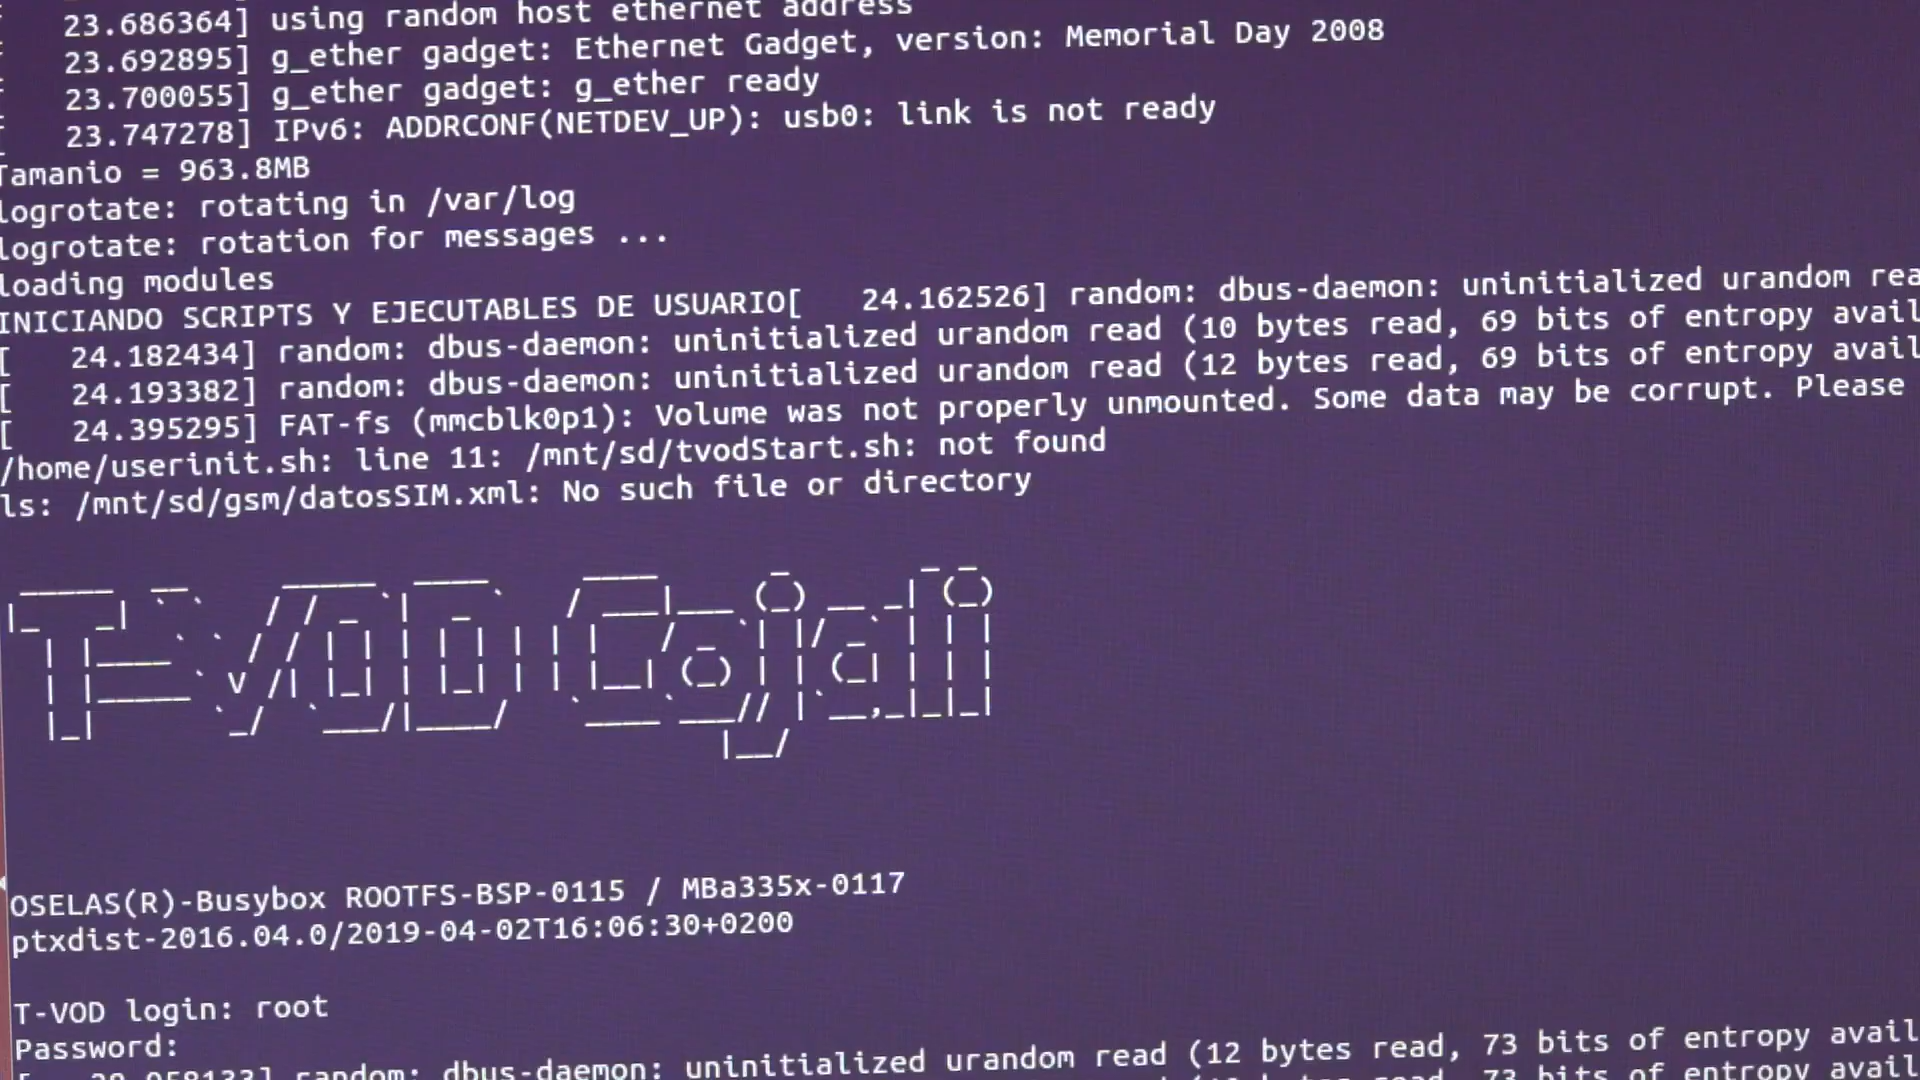 23.686364] using random host ethernet address
23.692895] g_ether gadget: Ethernet Gadget, version: Memorial Day 2008
23.700055] g_ether gadget: g_ether ready
23.747278] IPv6: ADDRCONF(NETDEV_UP): usb0: link is not ready
Tamanio = 963.8MB
logrotate: rotating in /var/log
logrotate: rotation for messages ...
loading modules
INICIANDO SCRIPTS Y EJECUTABLES DE USUARIO[ 24.162526] random: dbus-daemon: uninitialized urandom rea
[ 24.182434] random: dbus-daemon: uninitialized urandom read (10 bytes read, 69 bits of entropy avail
[ 24.193382] random: dbus-daemon: uninitialized urandom read (12 bytes read, 69 bits of entropy avail
[ 24.395295] FAT-fs (mmcblk0p1): Volume was not properly unmounted. Some data may be corrupt. Please
/home/userinit.sh: line 11: /mnt/sd/tvodStart.sh: not found
ls: /mnt/sd/gsm/datosSIM.xml: No such file or directory
T-VOD Cajali
OSELAS(R)-Busybox ROOTFS-BSP-0115 / MBa335x-0117
ptxdist-2016.04.0/2019-04-02T16:06:30+0200
T-VOD login: root
Password:
random: dbus-daemon: uninitialized urandom read (12 bytes read, 73 bits of entropy avail
73 bits of entropy avail